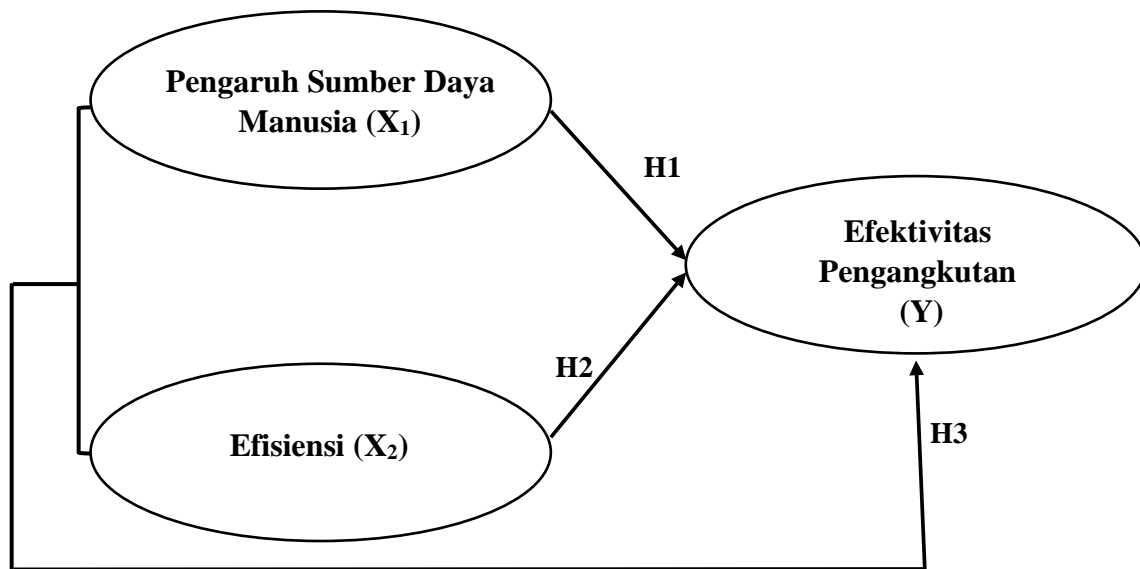 Pengaruh Sumber Daya
Manusia (X₁)
H1
Efektivitas
Pengangkutan
(Y)
H2
Efisiensi (X₂)
H3